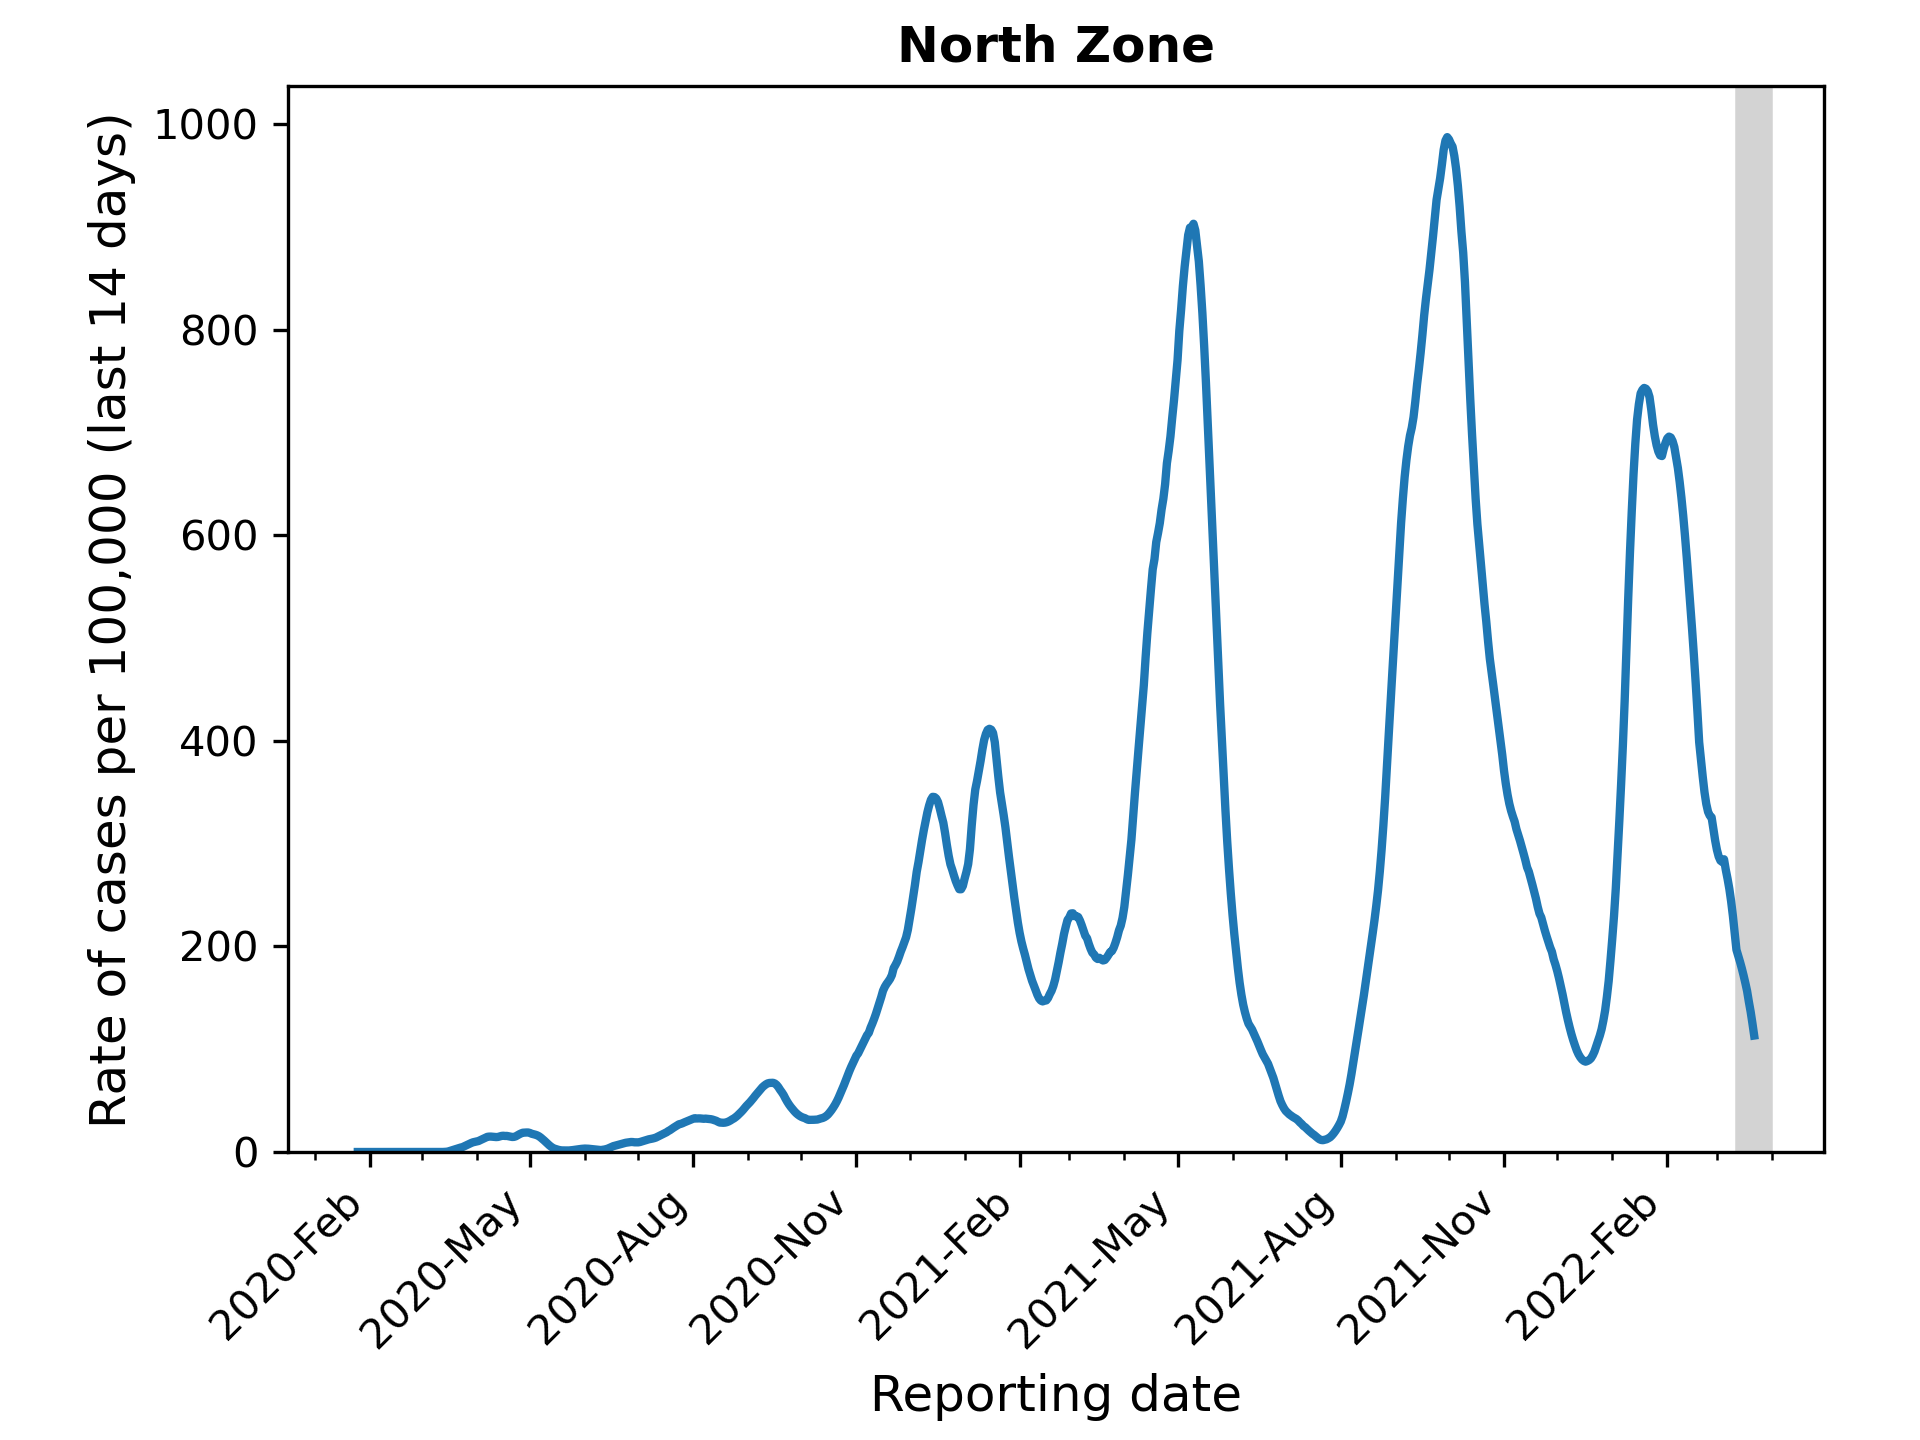 North Zone
Rate of cases per 100,000 (last 14 days)
1000
800
600
400
200
0
2020-Feb
2020-May
2020-Aug
2020-Nov
2021-Feb
2021-May
2021-Aug
2021-Nov
2022-Feb
Reporting date